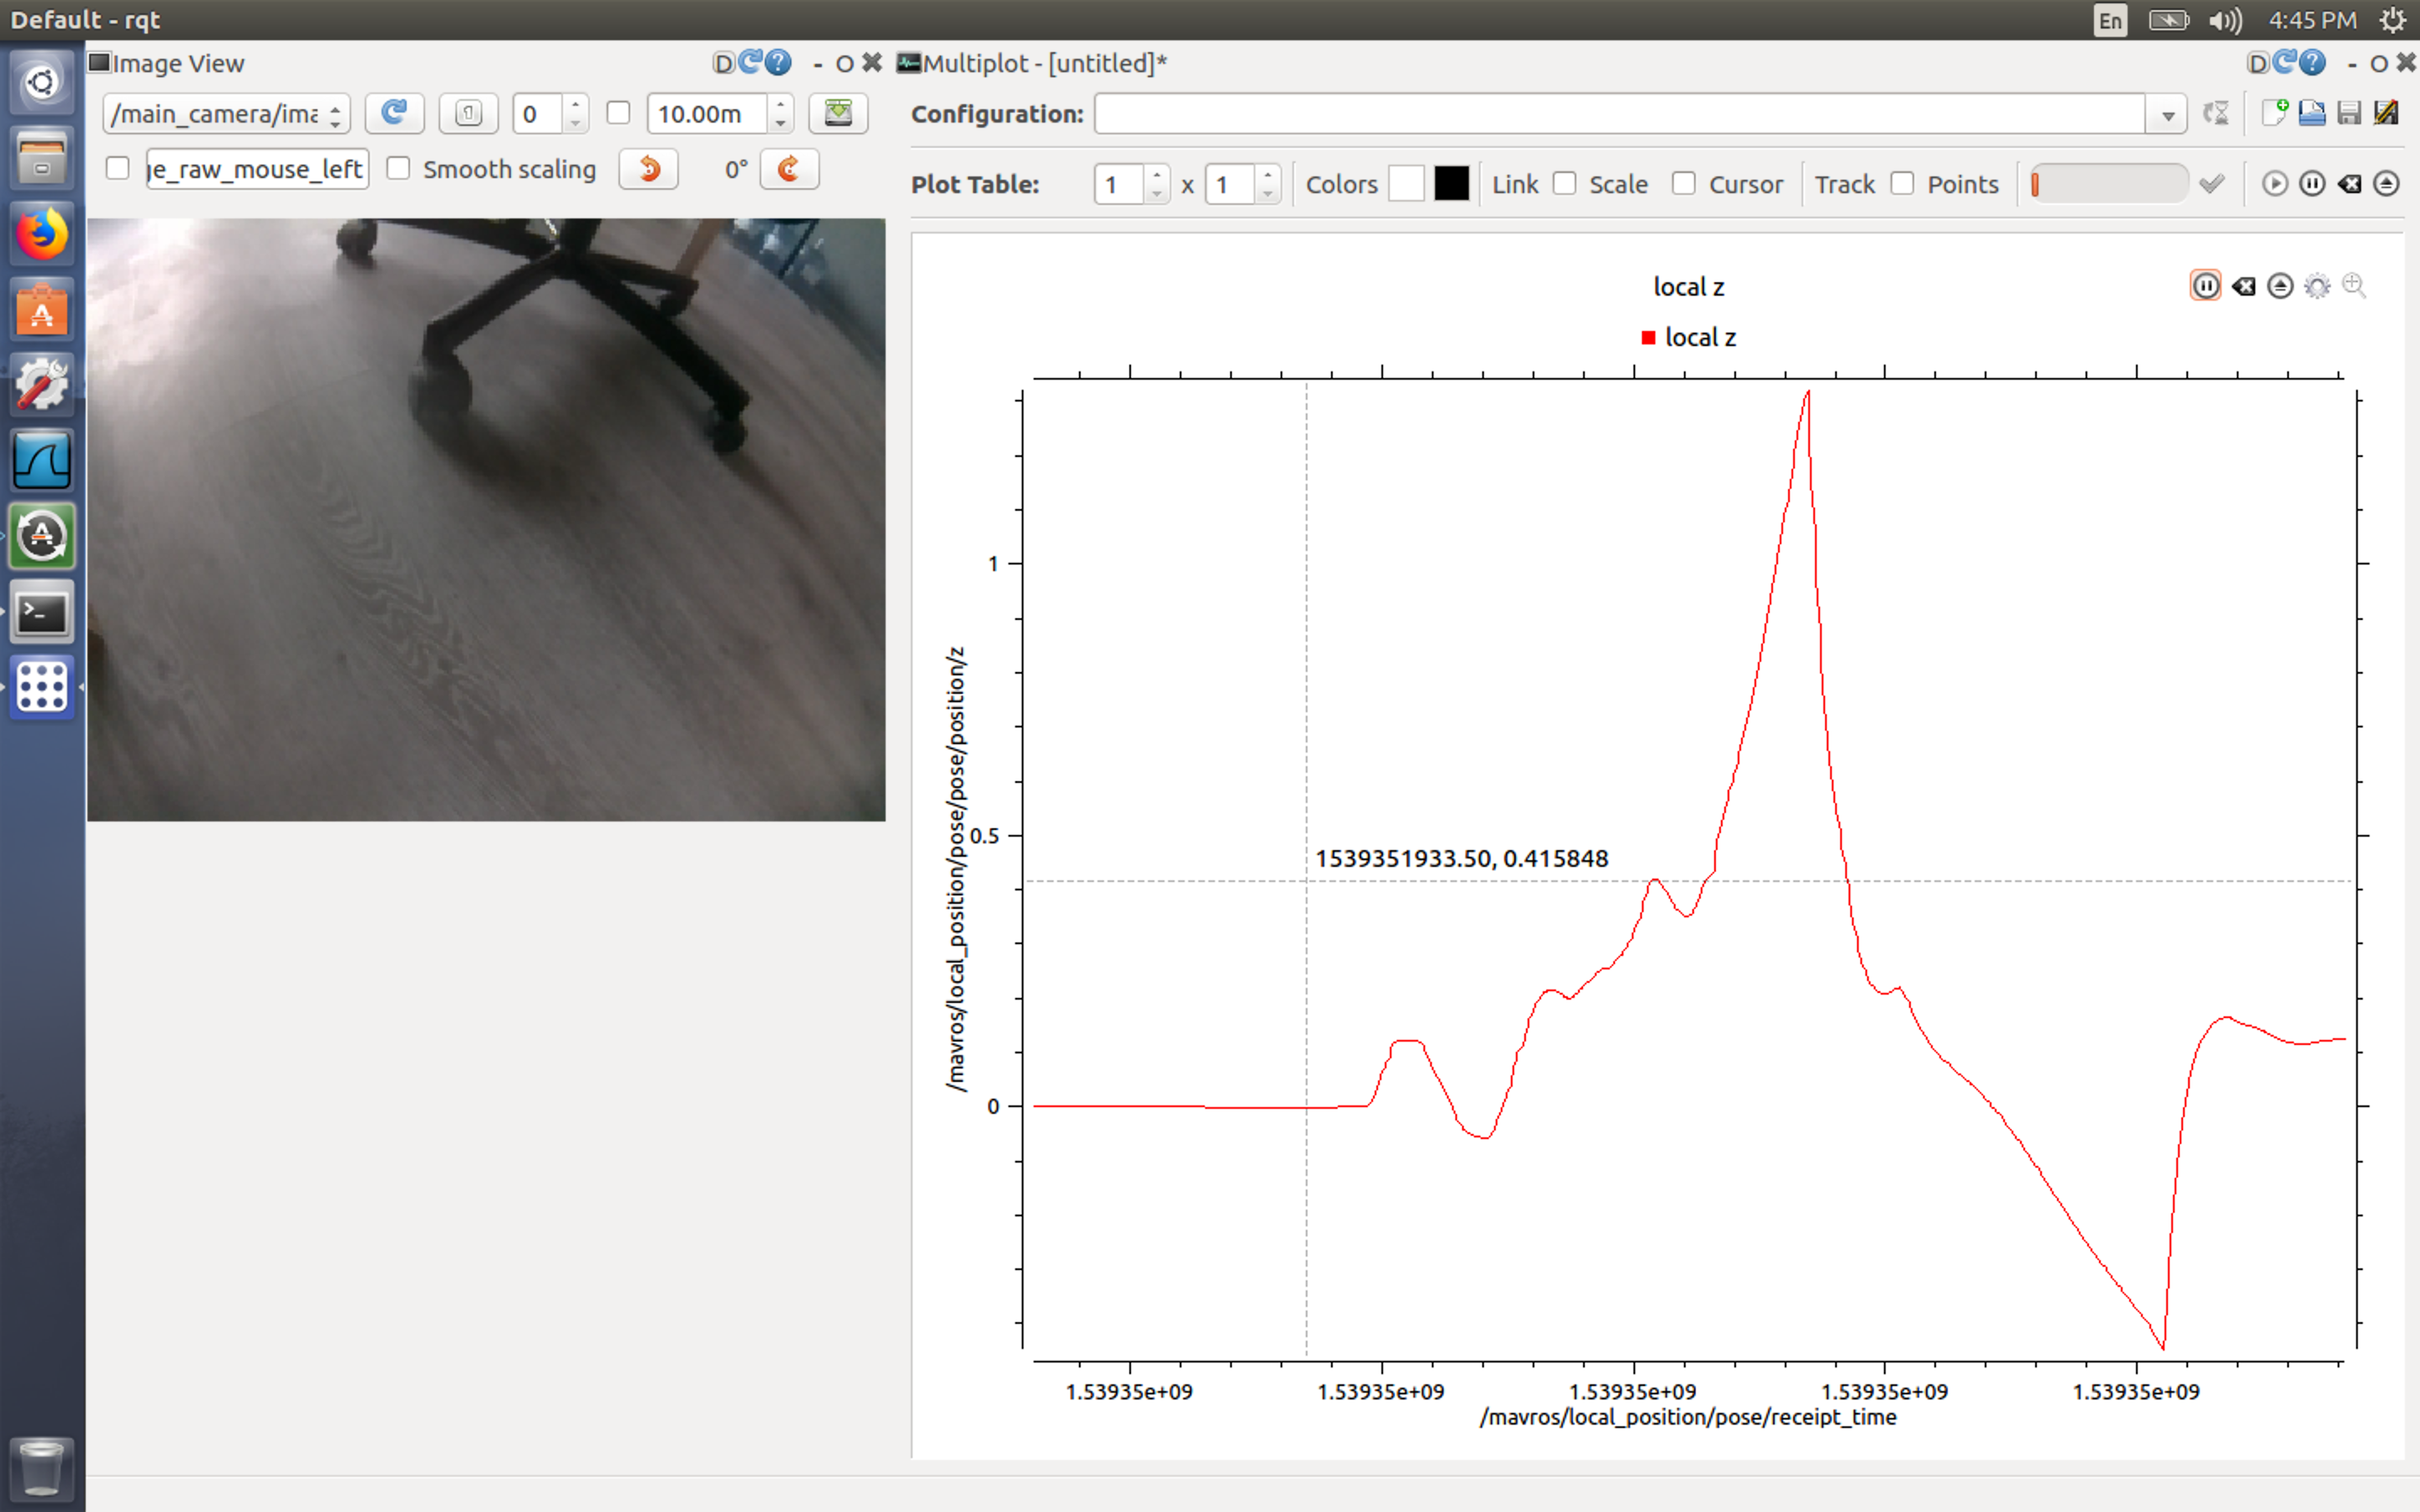 Default - rqt
En
4:45 PM
Image View
Multiplot - [untitled]*
/main_camera/ima
0
10.00m
Configuration:
e_raw_mouse_left
Smooth scaling
0°
Plot Table:
1
x
1
Colors
Link
Scale
Cursor
Track
Points
local z
local z
/mavros/local_position/pose/pose/position/z
1
0.5
0
1539351933.50, 0.415848
1.53935e+09
1.53935e+09
1.53935e+09
1.53935e+09
1.53935e+09
/mavros/local_position/pose/receipt_time